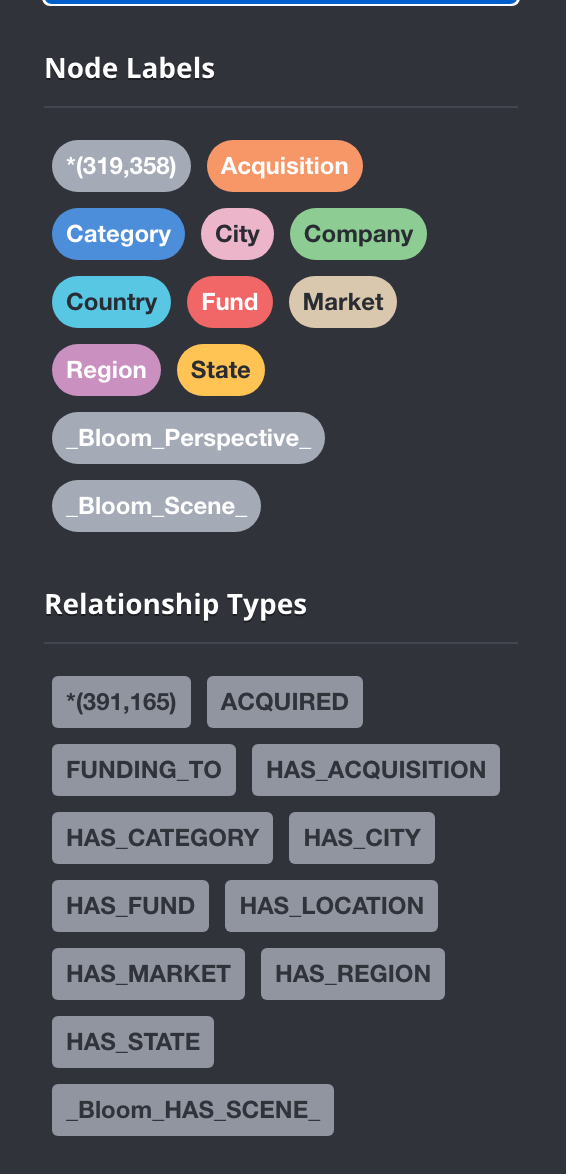 Node Labels
*(319,358) Acquisition
Category City Company
Country Fund Market
Region State
_Bloom_Perspective_
_Bloom_Scene_
Relationship Types
*(391,165) ACQUIRED
FUNDING_TO HAS_ACQUISITION
HAS_CATEGORY HAS_CITY
HAS_FUND HAS_LOCATION
HAS_MARKET HAS_REGION
HAS_STATE
_Bloom_HAS_SCENE_